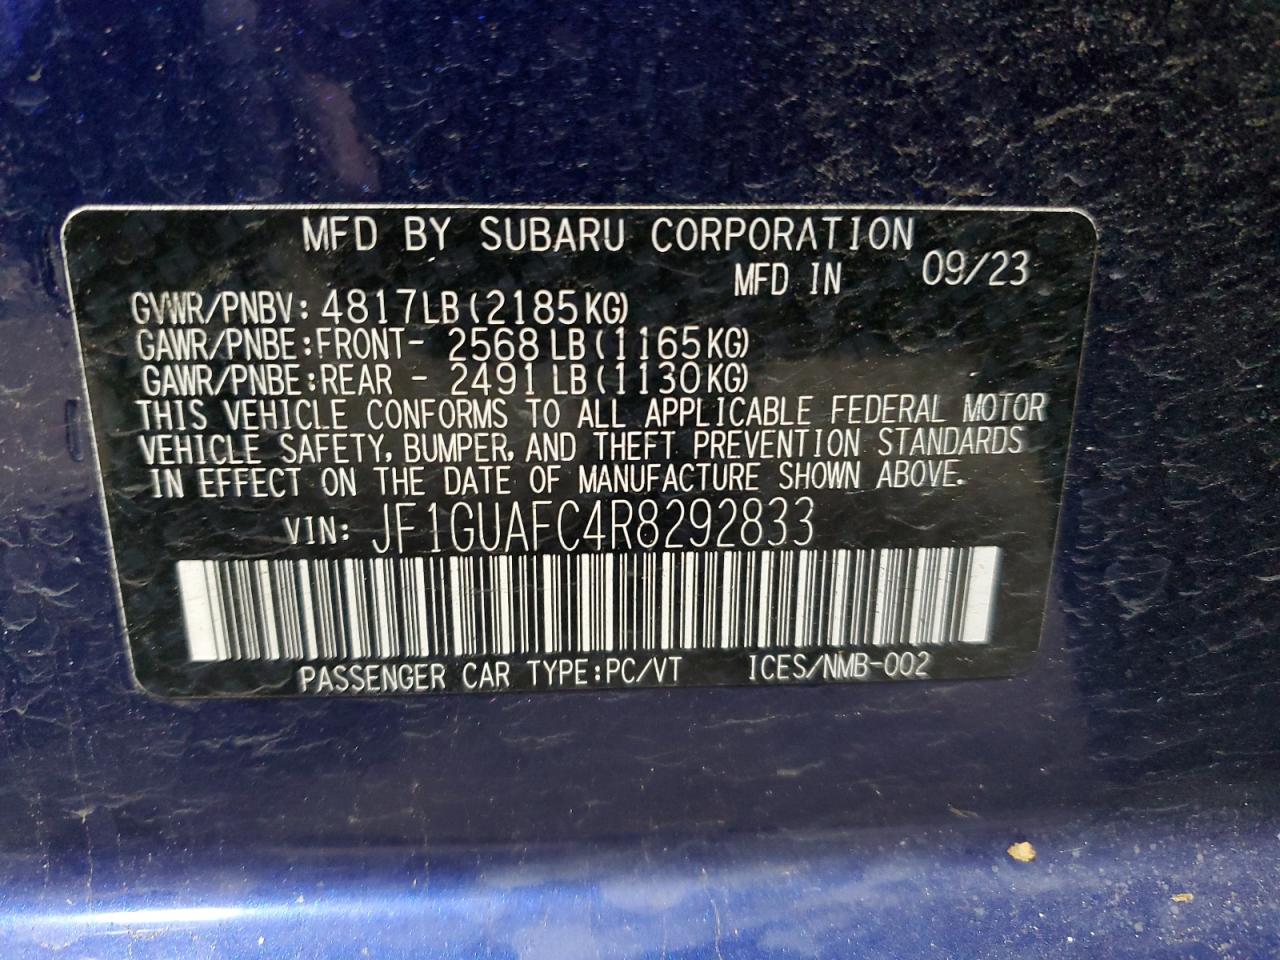 MFD BY SUBARU CORPORATION
MFD IN 09/23
GVWR/PNBV: 4817LB (2185KG)
GAWR/PNBE:FRONT- 2568 LB (1165KG)
GAWR/PNBE:REAR - 2491 LB (1130KG)
THIS VEHICLE CONFORMS TO ALL APPLICABLE FEDERAL MOTOR
VEHICLE SAFETY, BUMPER, AND THEFT PREVENTION STANDARDS
IN EFFECT ON THE DATE OF MANUFACTURE SHOWN ABOVE.
VIN: JF1GUAFC4R8292833
PASSENGER CAR TYPE:PC/VT ICES/NMB-002